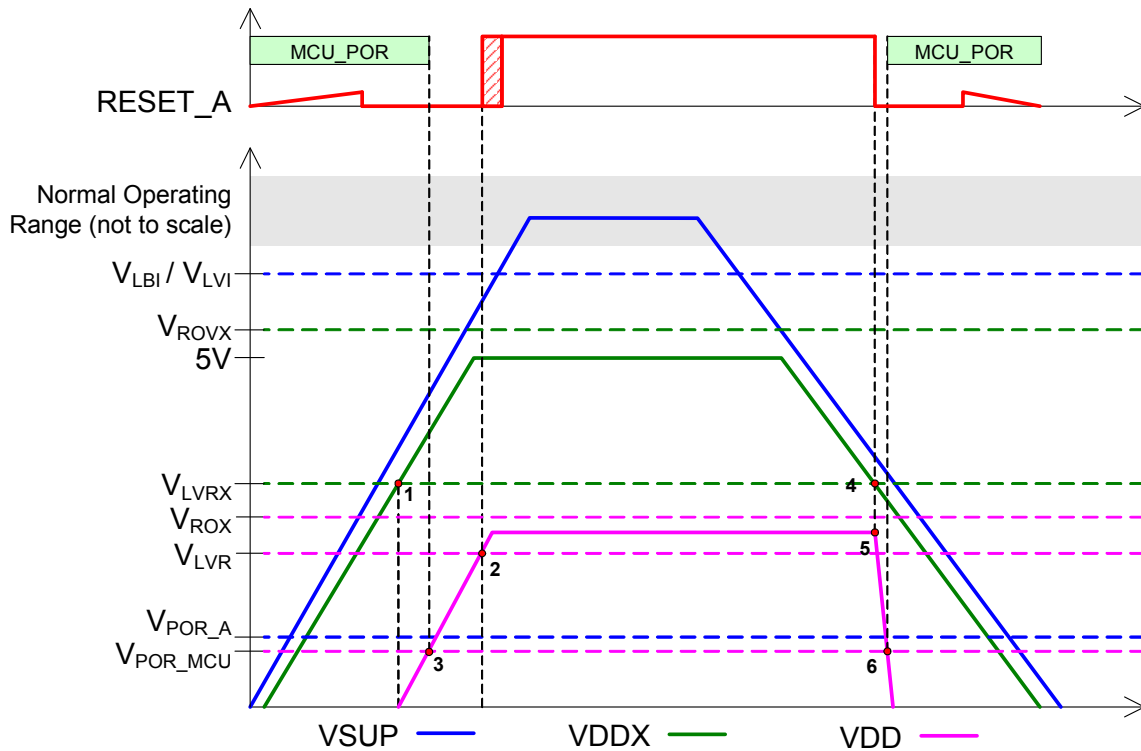 MCU_POR
MCU_POR
RESET_A
Normal Operating
Range (not to scale)
VLBI / VLVI
VROVX
5V
VLVRX
1
4
VROX
VLVR
2
5
VPOR_A
VPOR_MCU
3
6
VSUP
VDDX
VDD